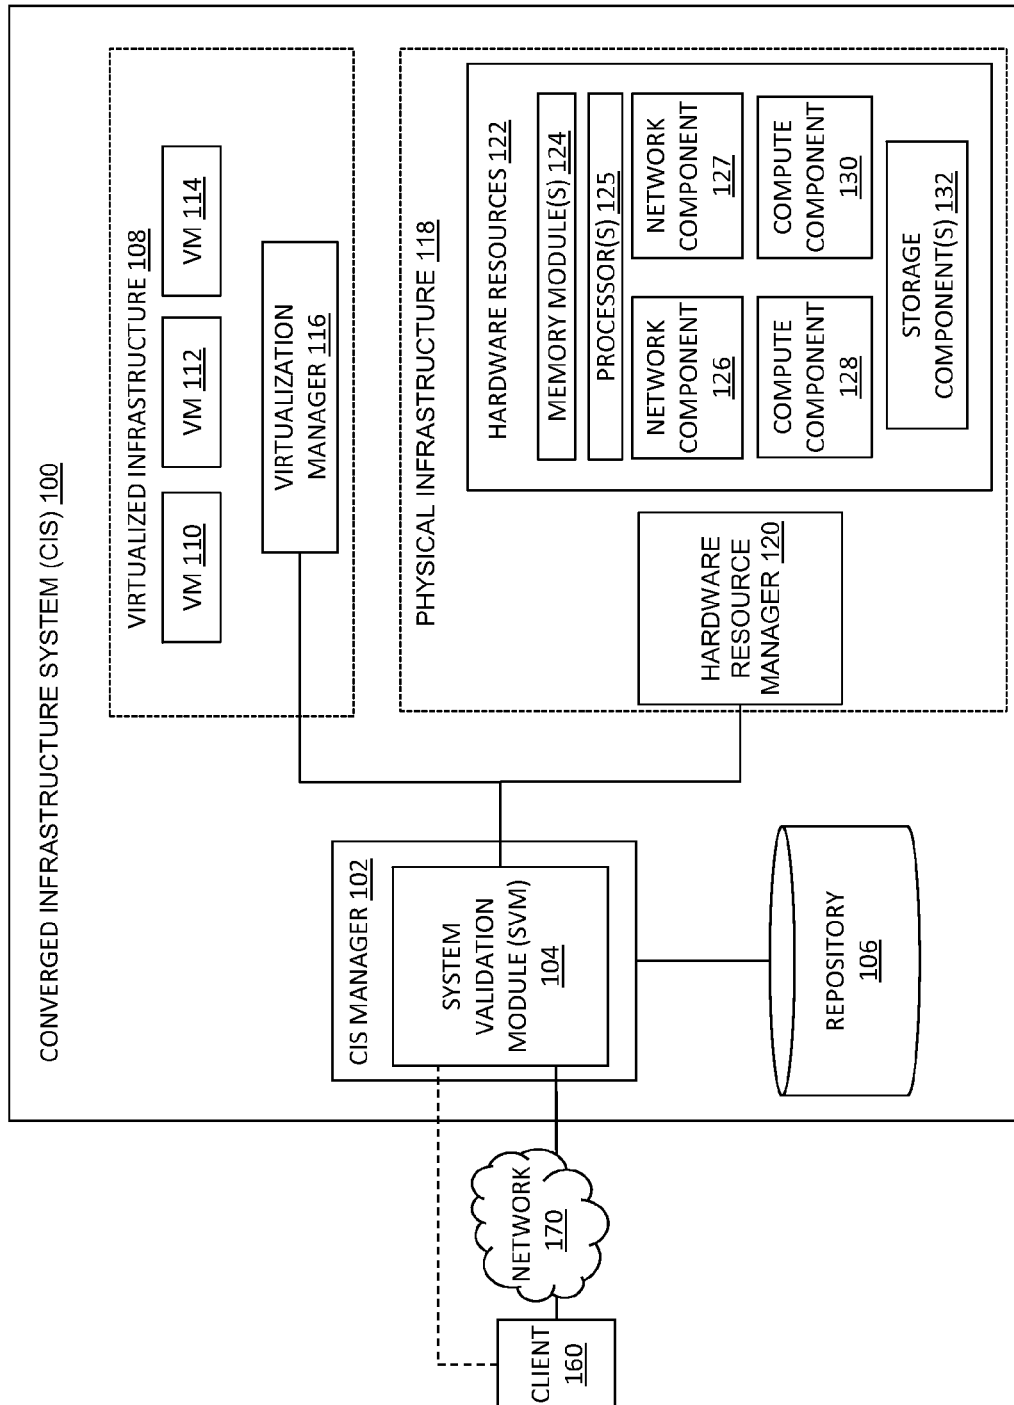 CONVERGED INFRASTRUCTURE SYSTEM (CIS) 100
VIRTUALIZED INFRASTRUCTURE 108
VM 110
VM 112
VM 114
VIRTUALIZATION
MANAGER 116
CIS MANAGER 102
SYSTEM
VALIDATION
MODULE (SVM)
104
PHYSICAL INFRASTRUCTURE 118
HARDWARE RESOURCES 122
MEMORY MODULE(S) 124
PROCESSOR(S) 125
NETWORK
COMPONENT
126
NETWORK
COMPONENT
127
COMPUTE
COMPONENT
128
COMPUTE
COMPONENT
130
STORAGE
COMPONENT(S) 132
HARDWARE
RESOURCE
MANAGER 120
NETWORK
170
CLIENT
160
REPOSITORY
106